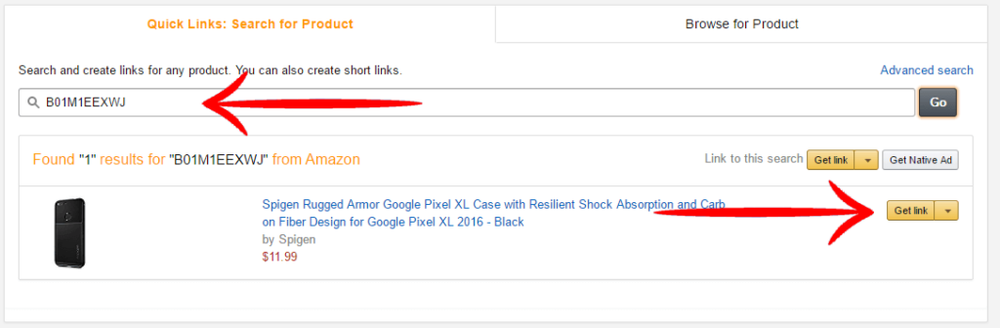 Quick Links: Search for Product
Browse for Product
Search and create links for any product. You can also create short links.
Advanced search
B01M1EEXWJ
Go
Found "1" results for "B01M1EEXWJ" from Amazon
Link to this search
Get link
Get Native Ad
Spigen Rugged Armor Google Pixel XL Case with Resilient Shock Absorption and Carb
on Fiber Design for Google Pixel XL 2016 - Black
Get link
by Spigen
$11.99